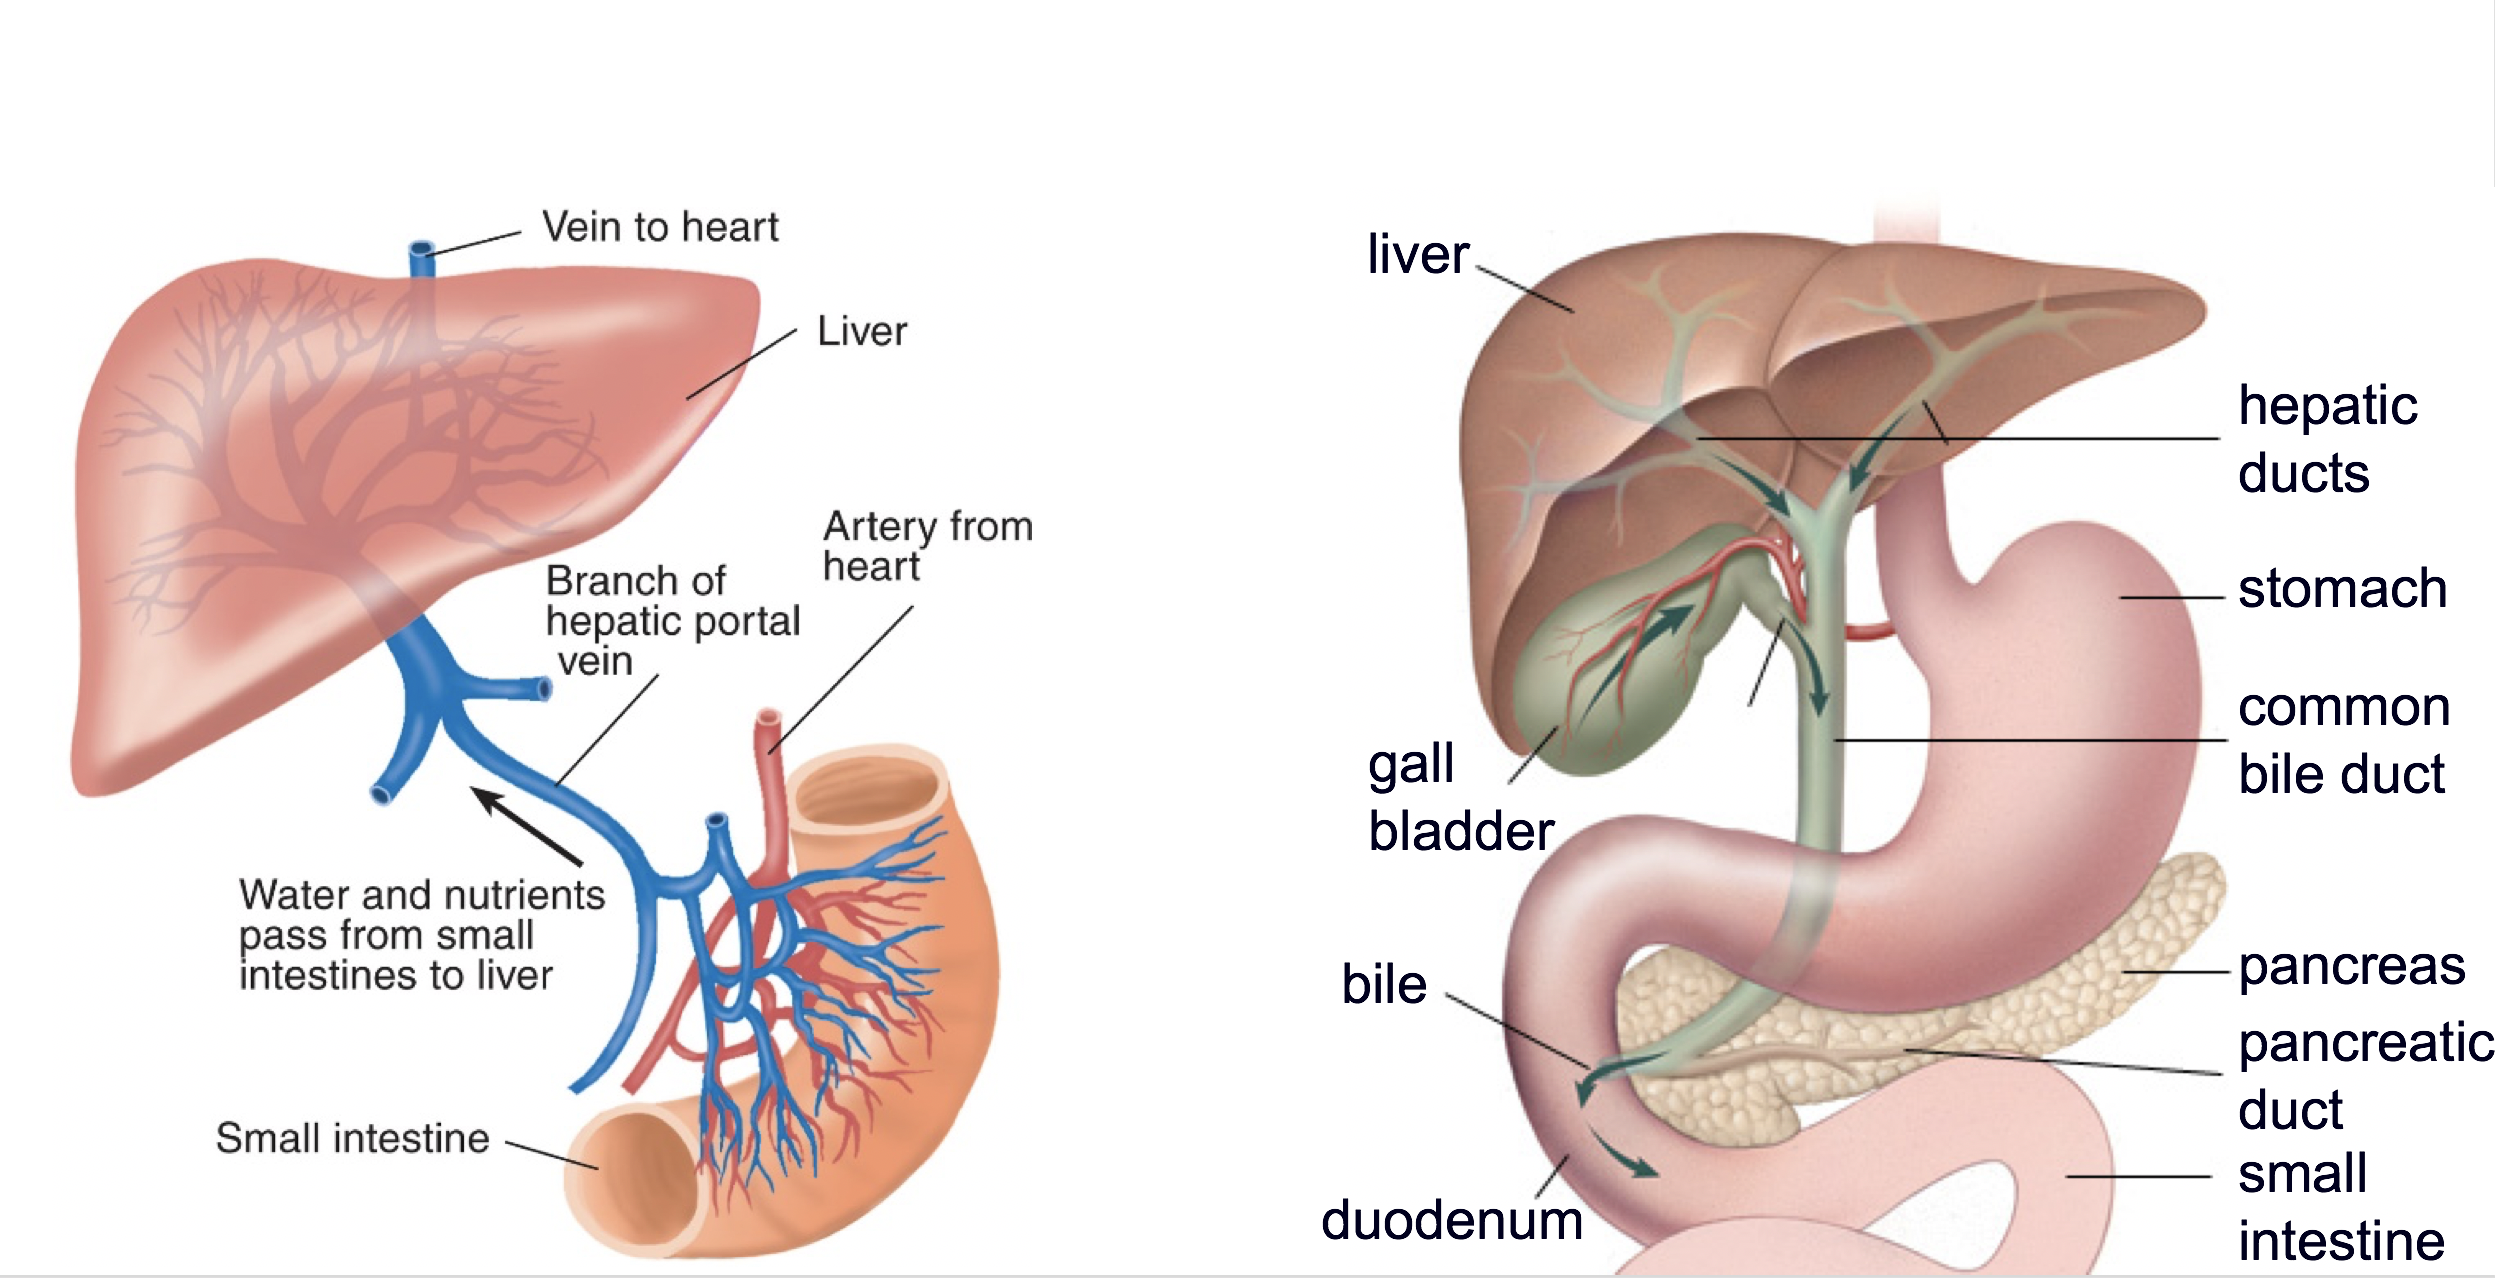 Vein to heart
Liver
Artery from
heart
Branch of
hepatic portal
vein
Water and nutrients
pass from small
intestines to liver
Small intestine
liver
hepatic
ducts
stomach
common
bile duct
gall
bladder
bile
pancreas
pancreatic
duct
duodenum
small
intestine